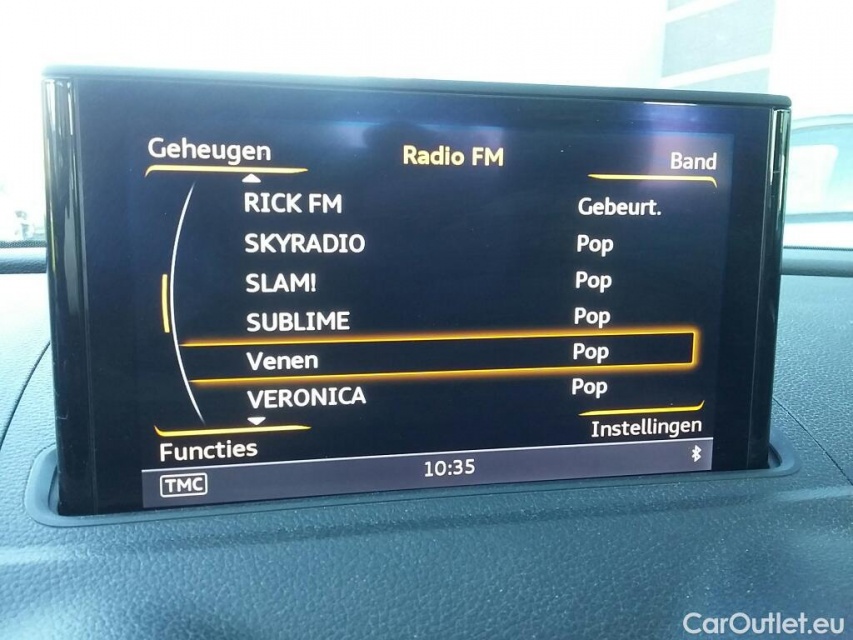 Geheugen Radio FM Band
RICK FM Gebeurt.
SKYRADIO Pop
SLAM! Pop
SUBLIME Pop
Venen Pop
VERONICA Pop
Functies Instellingen
TMC 10:35
CarOutlet.eu